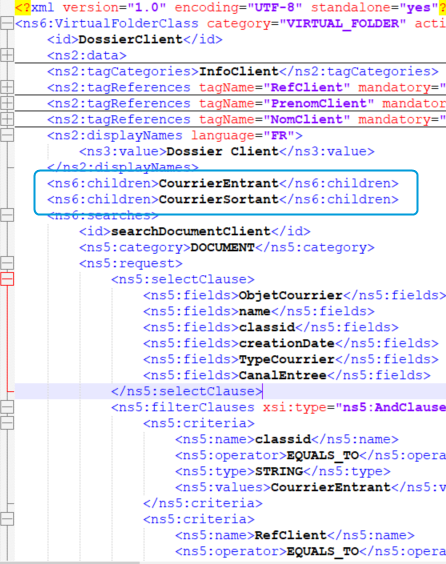 <?xml version="1.0" encoding="UTF-8" standalone="yes"?
<ns6:VirtualFolderClass category="VIRTUAL_FOLDER" acti
<id>DossierClient</id>
<ns2:data>
<ns2:tagCategories>InfoClient</ns2:tagCategories>
<ns2:tagReferences tagName="RefClient" mandatory="
<ns2:tagReferences tagName="PrenomClient" mandator
<ns2:tagReferences tagName="NomClient" mandatory="
<ns2:displayNames language="FR">
<ns3:value>Dossier Client</ns3:value>
</ns2:displayNames>
<ns6:children>CourrierEntrant</ns6:children>
<ns6:children>CourrierSortant</ns6:children>
<ns6:searches>
<id>searchDocumentClient</id>
<ns5:category>DOCUMENT</ns5:category>
<ns5:request>
<ns5:selectClause>
<ns5:fields>ObjetCourrier</ns5:fields>
<ns5:fields>name</ns5:fields>
<ns5:fields>classid</ns5:fields>
<ns5:fields>creationDate</ns5:fields>
<ns5:fields>TypeCourrier</ns5:fields>
<ns5:fields>CanalEntree</ns5:fields>
</ns5:selectClause>
<ns5:filterClauses xsi:type="ns5:AndClause
<ns5:criteria>
<ns5:name>classid</ns5:name>
<ns5:operator>EQUALS_TO</ns5:opera
<ns5:type>STRING</ns5:type>
<ns5:values>CourrierEntrant</ns5:v
</ns5:criteria>
<ns5:criteria>
<ns5:name>RefClient</ns5:name>
<ns5:operator>EQUALS_TO</ns5:opera